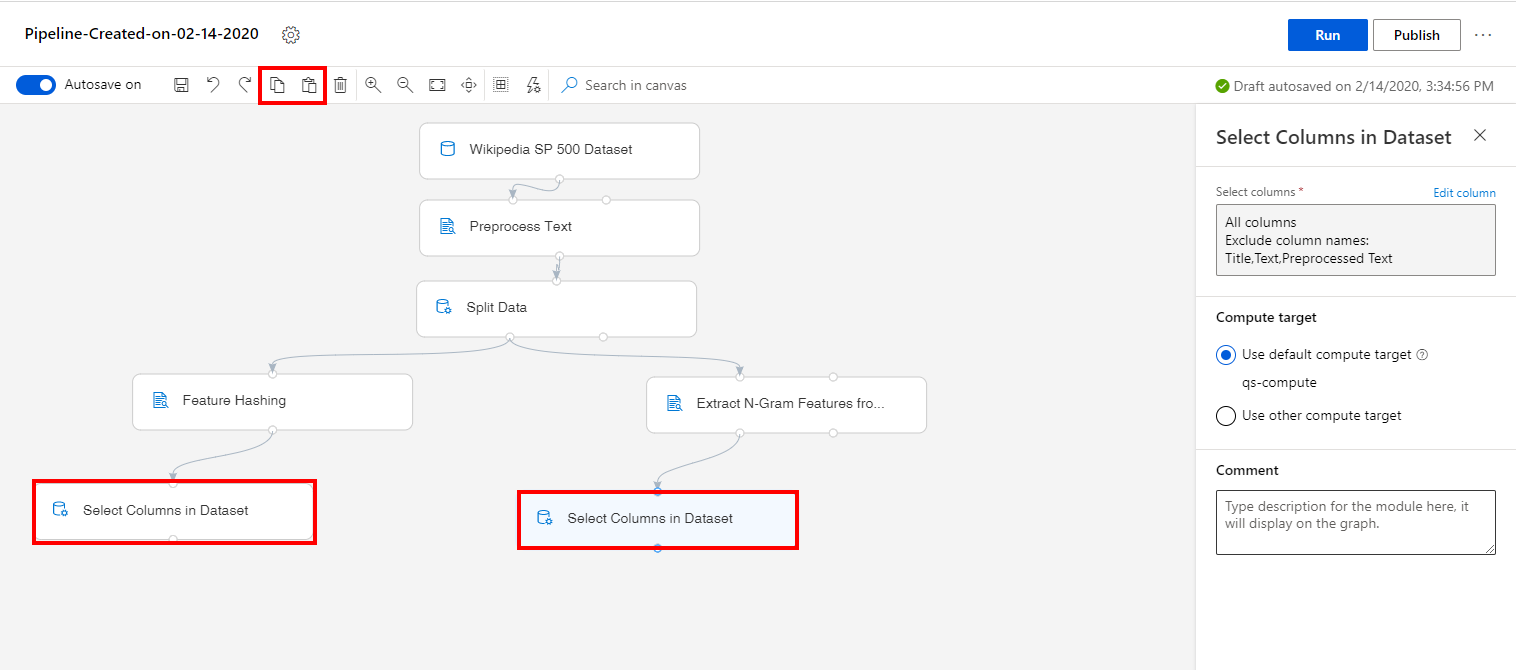 Pipeline-Created-on-02-14-2020
Run
Publish
Autosave on
Search in canvas
Draft autosaved on 2/14/2020, 3:34:56 PM
Wikipedia SP 500 Dataset
Preprocess Text
Split Data
Feature Hashing
Extract N-Gram Features fro...
Select Columns in Dataset
Select Columns in Dataset
Select Columns in Dataset
Select columns *
Edit column
All columns
Exclude column names:
Title,Text,Preprocessed Text
Compute target
Use default compute target
qs-compute
Use other compute target
Comment
Type description for the module here, it
will display on the graph.